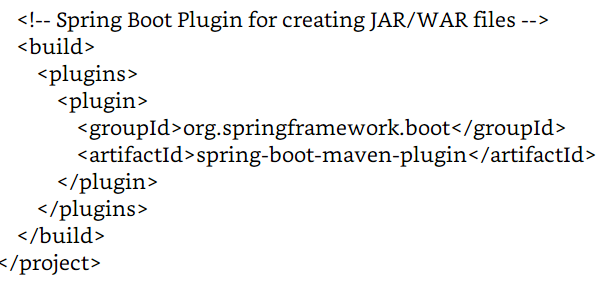 <!-- Spring Boot Plugin for creating JAR/WAR files -->
<build>
<plugins>
<plugin>
<groupId>org.springframework.boot</groupId>
<artifactId>spring-boot-maven-plugin</artifactId>
</plugin>
</plugins>
</build>
</project>